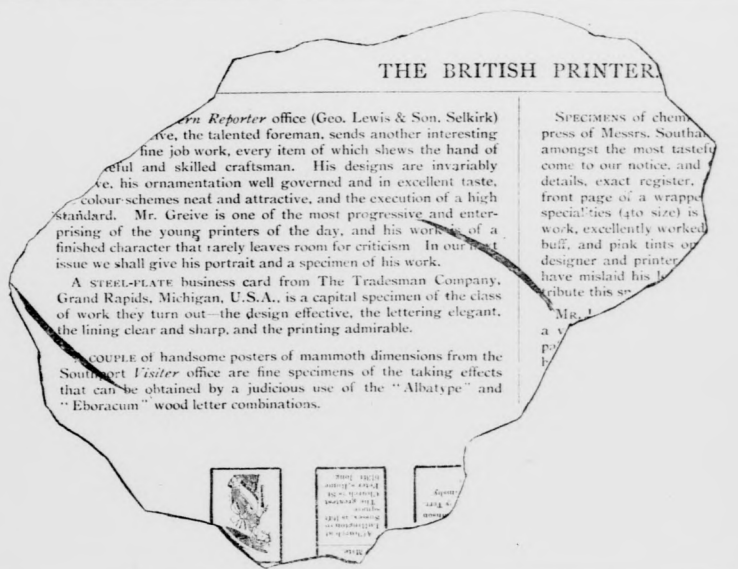 THE BRITISH PRINTER.
ern Reporter office (Geo. Lewis & Son, Selkirk)
ive, the talented foreman, sends another interesting
fine job work, every item of which shews the hand of
eful and skilled craftsman. His designs are invariably
ve, his ornamentation well governed and in excellent taste,
colour schemes neat and attractive, and the execution of a high
standard. Mr. Greive is one of the most progressive and enter-
prising of the young printers of the day, and his work is of a
finished character that rarely leaves room for criticism In our next
issue we shall give his portrait and a specimen of his work.
A STEEL-PLATE business card from The Tradesman Company,
Grand Rapids, Michigan, U.S.A., is a capital specimen of the class
of work they turn out—the design effective, the lettering elegant,
the lining clear and sharp, and the printing admirable.
COUPLE of handsome posters of mammoth dimensions from the
Southport Visiter office are fine specimens of the taking effects
that can be obtained by a judicious use of the "Albatype" and
"Eboracum" wood letter combinations.
SPECIMENS of chem
press of Messrs. Southa
amongst the most tastefu
come to our notice, and
details, exact register,
front page of a wrappe
specialties (4to size) is
work, excellently worked
buff, and pink tints on
designer and printer
have mislaid his
tribute this
MR.
a